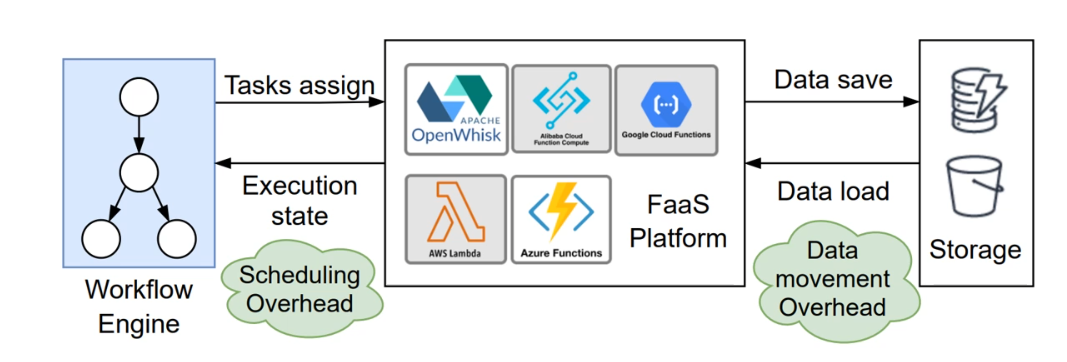 Tasks assign
Execution
state
Workflow
Engine
Scheduling
Overhead
APACHE
OpenWhisk
Alibaba Cloud
Function Compute
Google Cloud Functions
AWS Lambda
Azure Functions
FaaS
Platform
Data save
Data load
Data
movement
Overhead
Storage